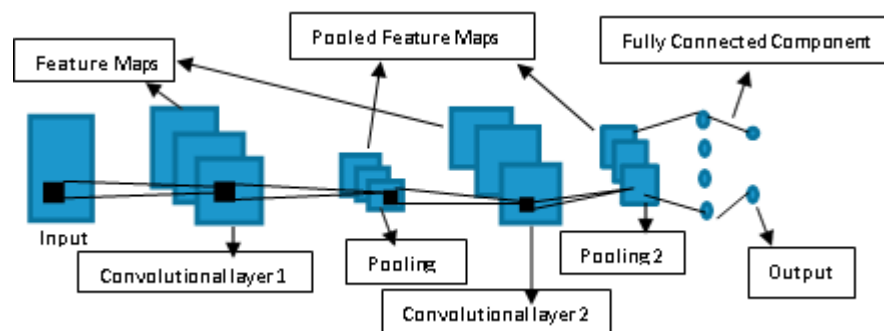 Pooled Feature Maps
Fully Connected Component
Feature Maps
Input
Convolutional layer 1
Pooling
Pooling 2
Output
Convolutional layer 2